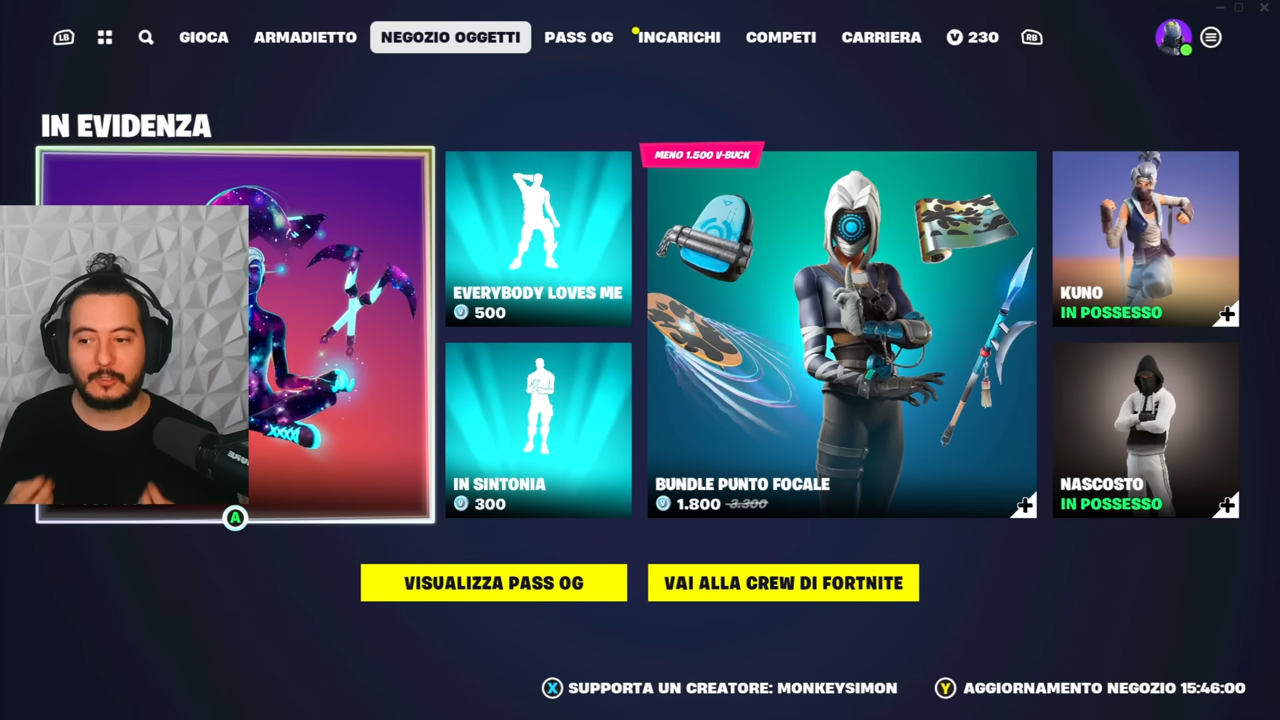 LB
GIOCA
ARMADIETTO
NEGOZIO OGGETTI
PASS OG
INCARICHI
COMPETI
CARRIERA
V 230
RB
IN EVIDENZA
MENO 1.500 V-BUCK
EVERYBODY LOVES ME
500
IN SINTONIA
300
BUNDLE PUNTO FOCALE
1.800 3.300
KUNO
IN POSSESSO
NASCOSTO
IN POSSESSO
A
VISUALIZZA PASS OG
VAI ALLA CREW DI FORTNITE
X SUPPORTA UN CREATORE: MONKEYSIMON
Y AGGIORNAMENTO NEGOZIO 15:46:00